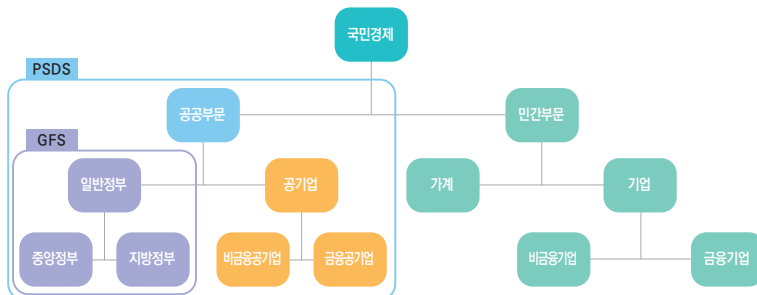 국민경제
PSDS
공공부문
민간부문
GFS
일반정부
공기업
가계
기업
중앙정부
지방정부
비금융공기업
금융공기업
비금융기업
금융기업